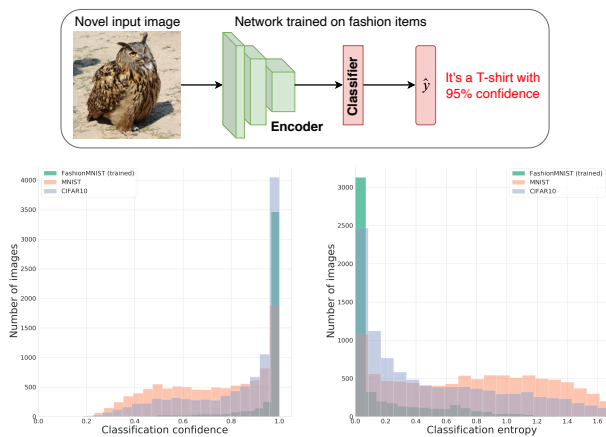 Novel input image
Network trained on fashion items
Encoder
Classifier
ŷ
It's a T-shirt with
95% confidence
FashionMNIST (trained)
MNIST
CIFAR10
Number of images
4000
3500
3000
2500
2000
1500
1000
500
0
0.0 0.2 0.4 0.6 0.8 1.0
Classification confidence
FashionMNIST (trained)
MNIST
CIFAR10
Number of images
3000
2500
2000
1500
1000
500
0
0.0 0.2 0.4 0.6 0.8 1.0 1.2 1.4 1.6
Classification entropy